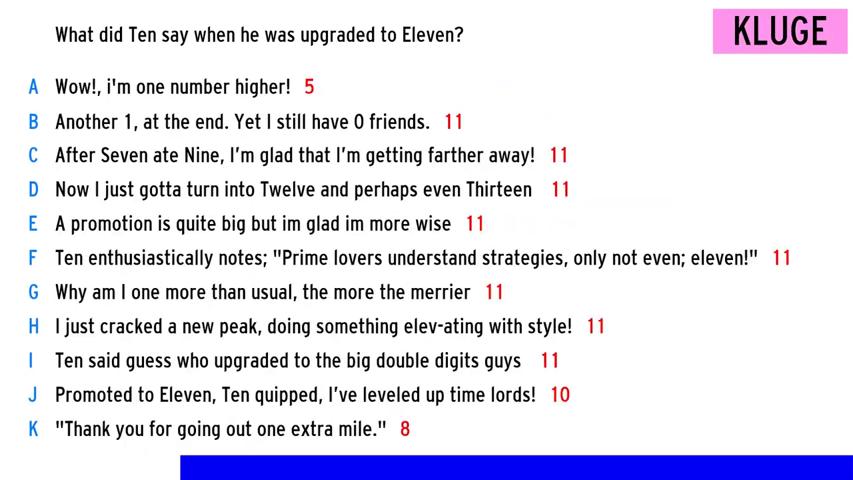 What did Ten say when he was upgraded to Eleven?
KLUGE
A Wow!, i'm one number higher! 5
B Another 1, at the end. Yet I still have 0 friends. 11
C After Seven ate Nine, I'm glad that I'm getting farther away! 11
D Now I just gotta turn into Twelve and perhaps even Thirteen 11
E A promotion is quite big but im glad im more wise 11
F Ten enthusiastically notes; "Prime lovers understand strategies, only not even; eleven!" 11
G Why am I one more than usual, the more the merrier 11
H I just cracked a new peak, doing something elev-ating with style! 11
I Ten said guess who upgraded to the big double digits guys 11
J Promoted to Eleven, Ten quipped, I've leveled up time lords! 10
K "Thank you for going out one extra mile." 8